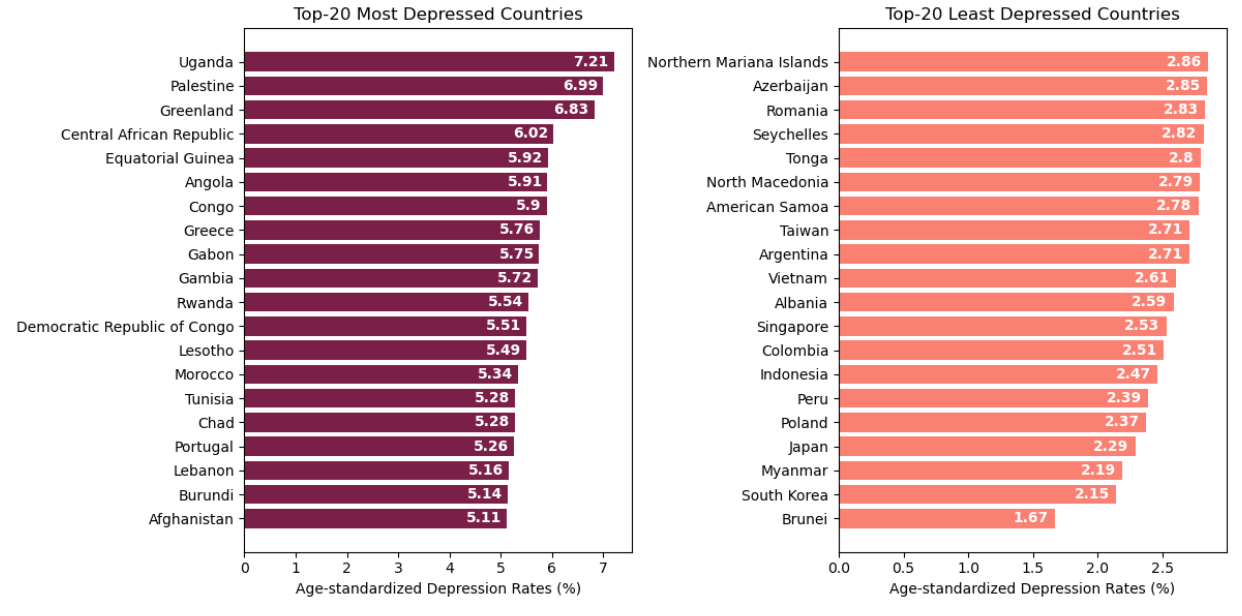 Top-20 Most Depressed Countries
Uganda 7.21
Palestine 6.99
Greenland 6.83
Central African Republic 6.02
Equatorial Guinea 5.92
Angola 5.91
Congo 5.9
Greece 5.76
Gabon 5.75
Gambia 5.72
Rwanda 5.54
Democratic Republic of Congo 5.51
Lesotho 5.49
Morocco 5.34
Tunisia 5.28
Chad 5.28
Portugal 5.26
Lebanon 5.16
Burundi 5.14
Afghanistan 5.11
0 1 2 3 4 5 6 7
Age-standardized Depression Rates (%)
Top-20 Least Depressed Countries
Northern Mariana Islands 2.86
Azerbaijan 2.85
Romania 2.83
Seychelles 2.82
Tonga 2.8
North Macedonia 2.79
American Samoa 2.78
Taiwan 2.71
Argentina 2.71
Vietnam 2.61
Albania 2.59
Singapore 2.53
Colombia 2.51
Indonesia 2.47
Peru 2.39
Poland 2.37
Japan 2.29
Myanmar 2.19
South Korea 2.15
Brunei 1.67
0.0 0.5 1.0 1.5 2.0 2.5
Age-standardized Depression Rates (%)